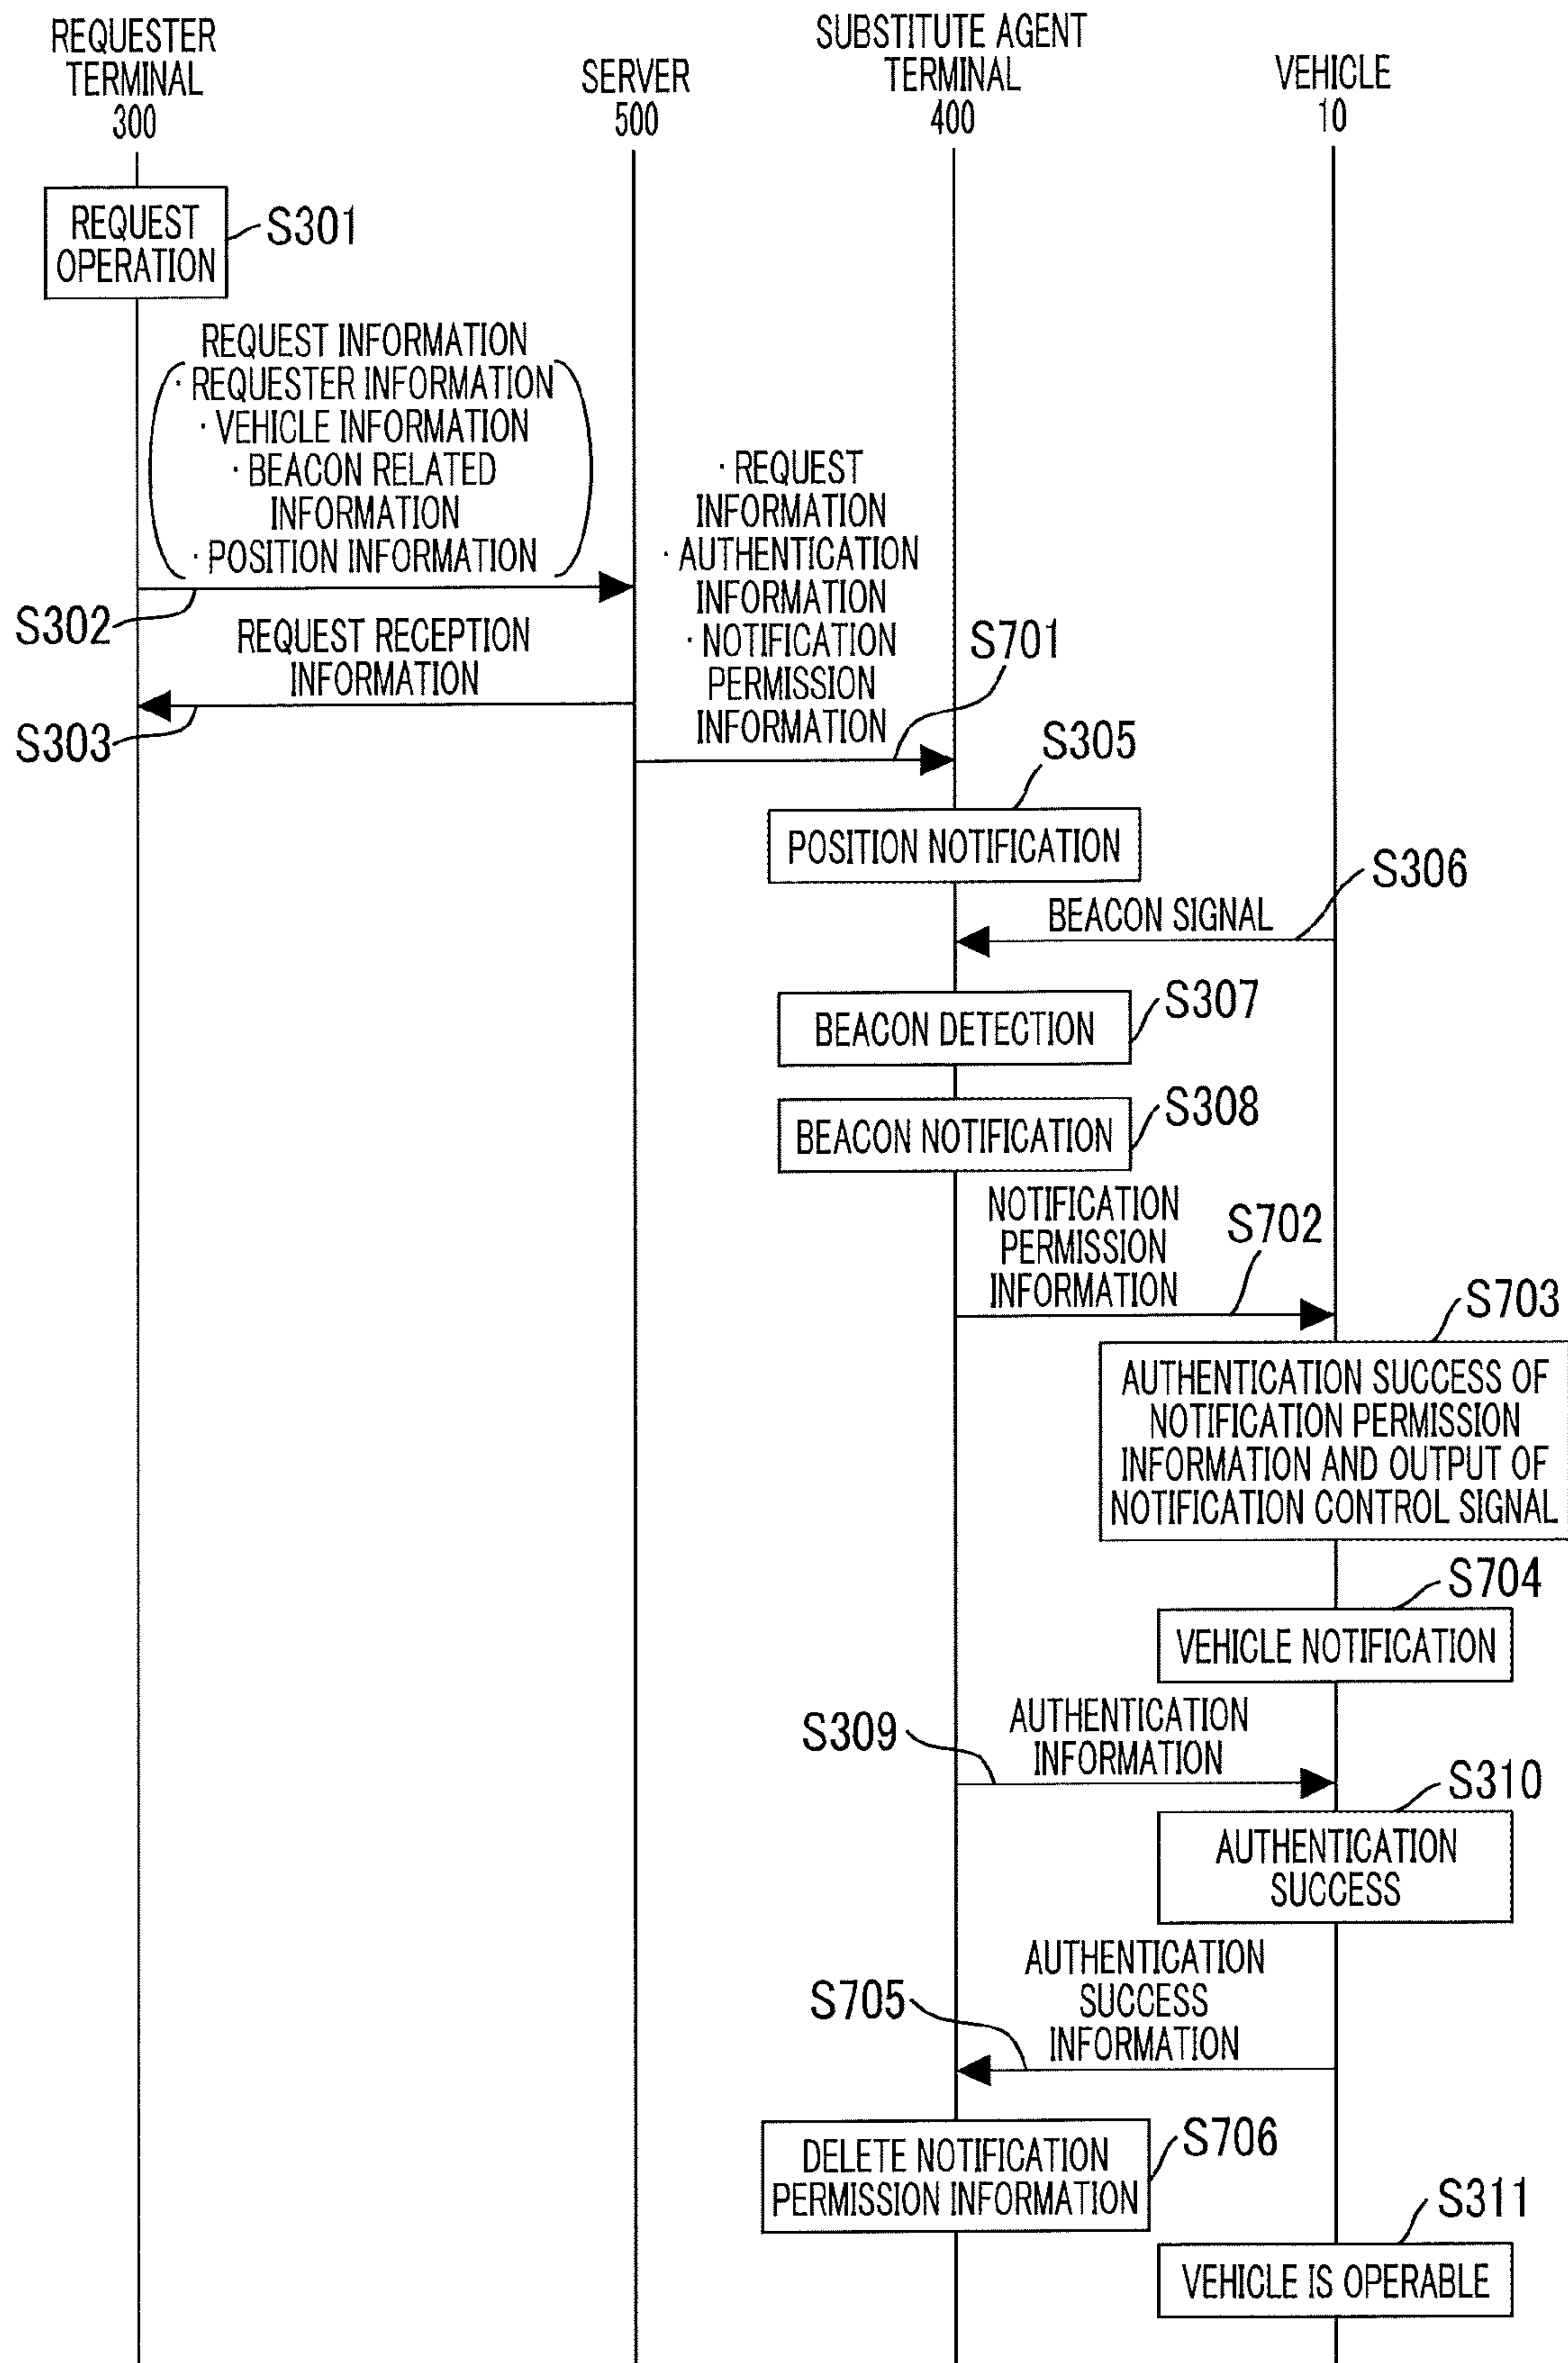 REQUESTER
TERMINAL
300
SERVER
500
SUBSTITUTE AGENT
TERMINAL
400
VEHICLE
10
REQUEST
OPERATION
S301
REQUEST INFORMATION
· REQUESTER INFORMATION
· VEHICLE INFORMATION
· BEACON RELATED
INFORMATION
· POSITION INFORMATION
S302
REQUEST RECEPTION
INFORMATION
S303
· REQUEST
INFORMATION
· AUTHENTICATION
INFORMATION
· NOTIFICATION
PERMISSION
INFORMATION
S701
S305
POSITION NOTIFICATION
S306
BEACON SIGNAL
BEACON DETECTION
S307
BEACON NOTIFICATION
S308
NOTIFICATION
PERMISSION
INFORMATION
S702
S703
AUTHENTICATION SUCCESS OF
NOTIFICATION PERMISSION
INFORMATION AND OUTPUT OF
NOTIFICATION CONTROL SIGNAL
S704
VEHICLE NOTIFICATION
S309
AUTHENTICATION
INFORMATION
S310
AUTHENTICATION
SUCCESS
S705
AUTHENTICATION
SUCCESS
INFORMATION
DELETE NOTIFICATION
PERMISSION INFORMATION
S706
S311
VEHICLE IS OPERABLE